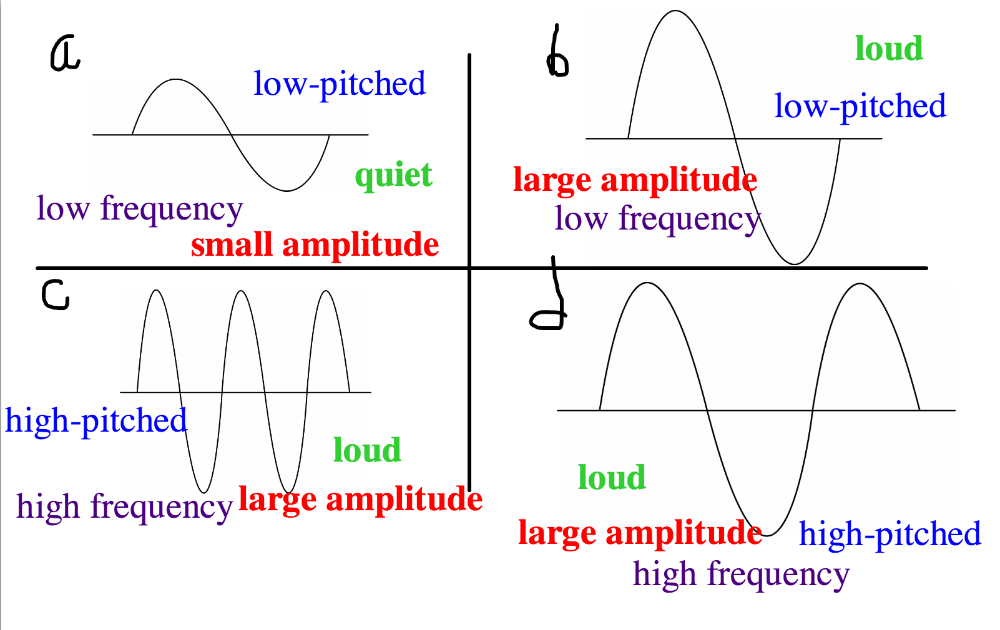 a
low-pitched
quiet
low frequency
small amplitude
b
loud
low-pitched
large amplitude
low frequency
c
high-pitched
loud
high frequency
large amplitude
d
loud
large amplitude
high-pitched
high frequency